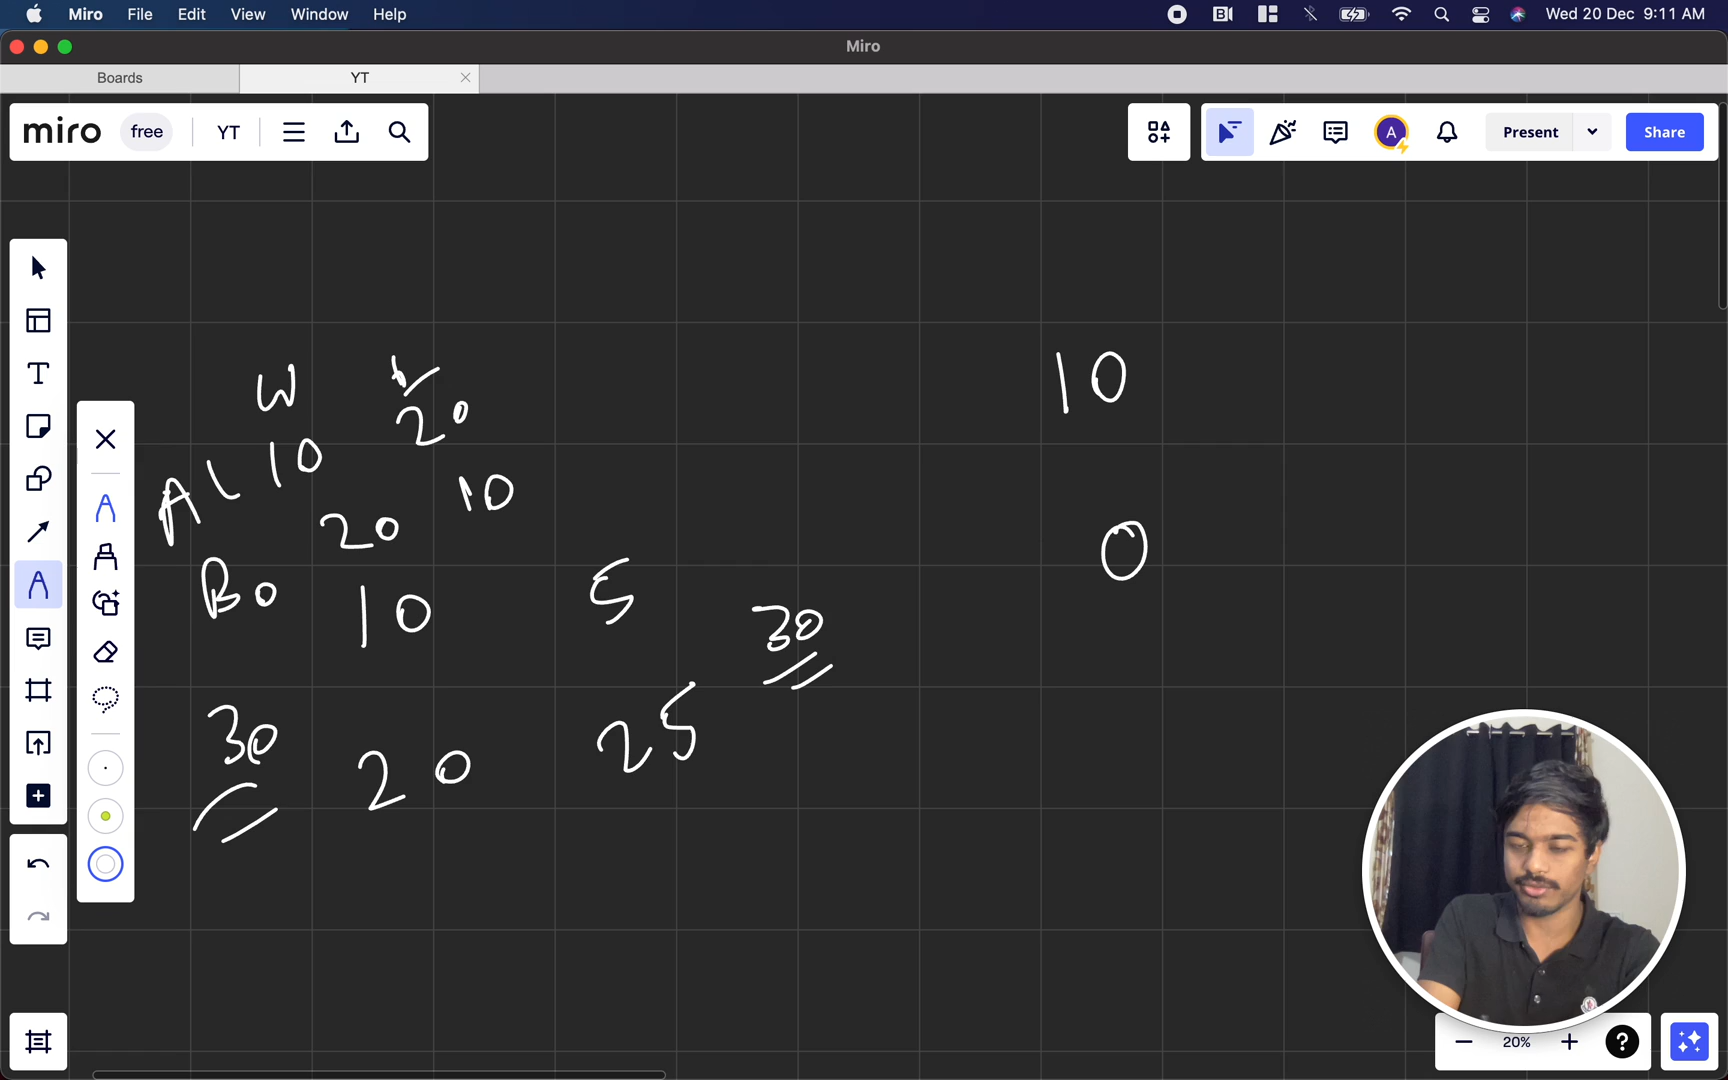 Miro File Edit View Window Help
Wed 20 Dec 9:11 AM
Miro
Boards
YT
miro free YT
A
Present
Share
W
20
10
Al 10
10
20
Bo 10
5
30
0
30
20
25
20%
?